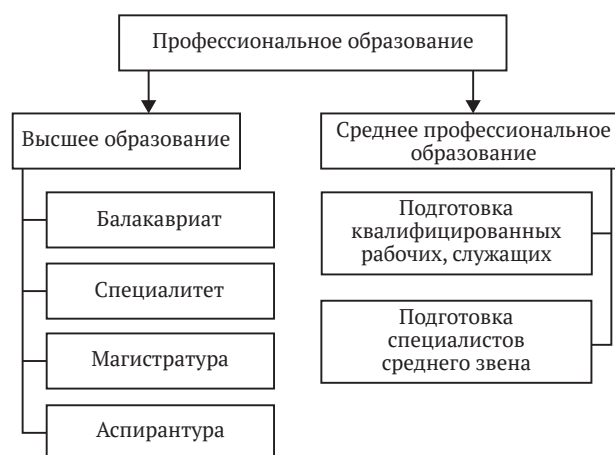 Профессиональное образование
Высшее образование
Балакавриат
Специалитет
Магистратура
Аспирантура
Среднее профессиональное
образование
Подготовка
квалифицированных
рабочих, служащих
Подготовка
специалистов
среднего звена